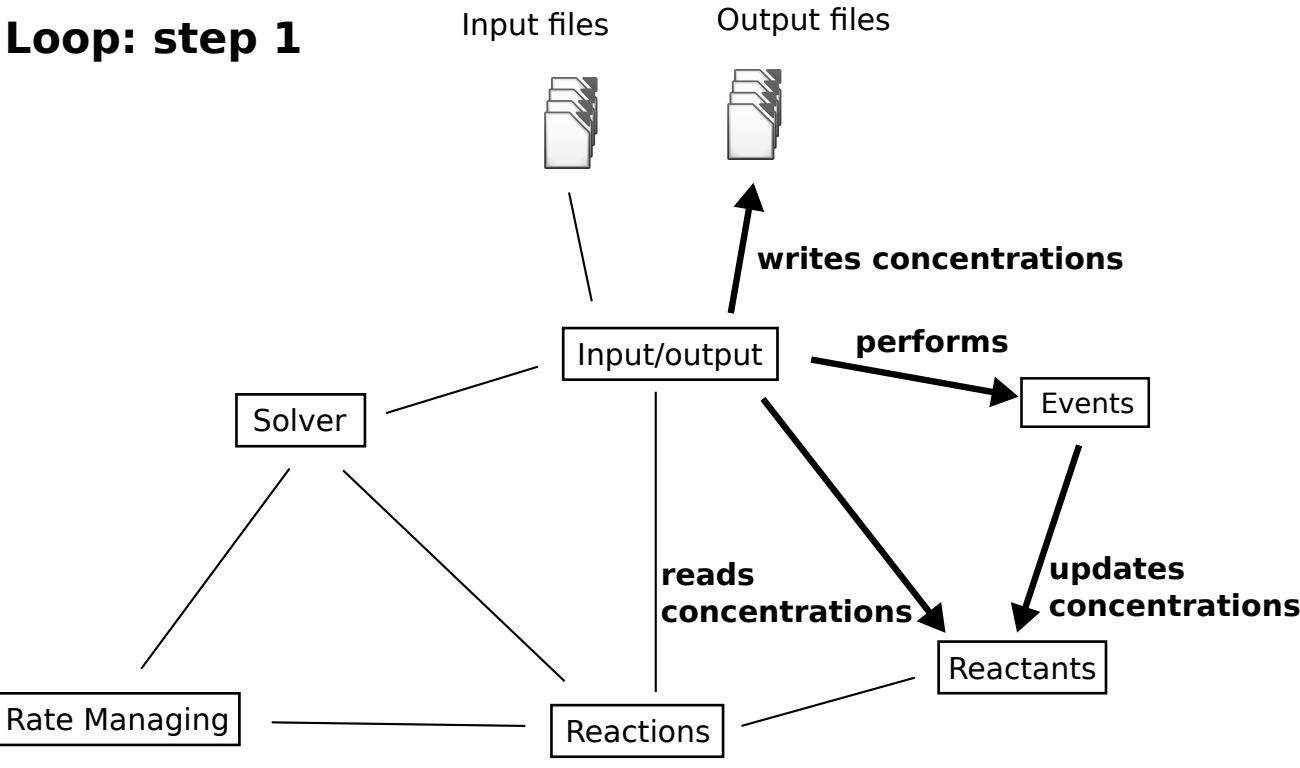 Loop: step 1
Input files
Output files
writes concentrations
performs
Input/output
Events
Solver
reads
concentrations
updates
concentrations
Reactants
Rate Managing
Reactions